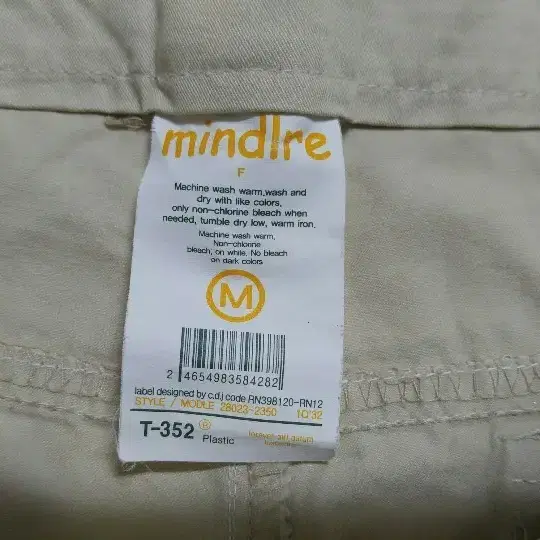 mindlre
F
Machine wash warm,wash and
dry with like colors,
only non-chlorine bleach when
needed, tumble dry low, warm iron.
Machine wash warm,
Non-chlorine
bleach, on white. No bleach
on dark colors
M
2 4654983584282
label designed by c.d.j code RN398120-RN12
STYLE / MODLE 28023-2350 NO'32
T-352 ® Plastic